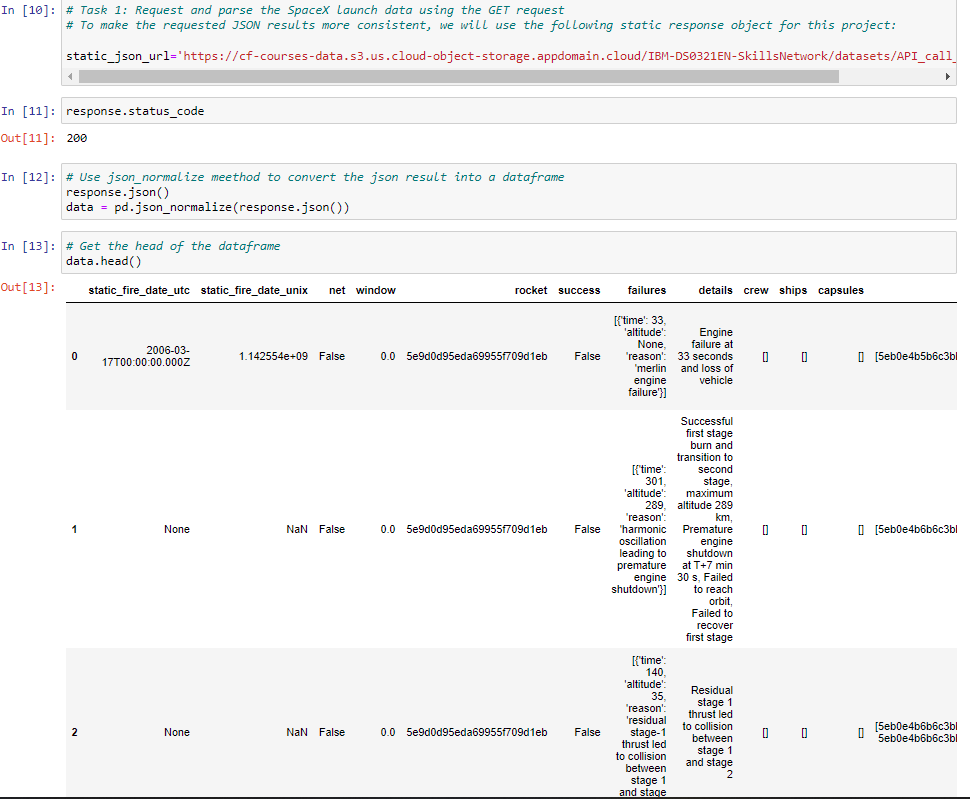 In [10]: # Task 1: Request and parse the SpaceX launch data using the GET request
# To make the requested JSON results more consistent, we will use the following static response object for this project:
static_json_url='https://cf-courses-data.s3.us.cloud-object-storage.appdomain.cloud/IBM-DS0321EN-SkillsNetwork/datasets/API_call_
In [11]: response.status_code
Out[11]: 200
In [12]: # Use json_normalize meethod to convert the json result into a dataframe
response.json()
data = pd.json_normalize(response.json())
In [13]: # Get the head of the dataframe
data.head()
Out[13]:
static_fire_date_utc static_fire_date_unix net window rocket success failures details crew ships capsules
0
2006-03-
17T00:00:00.000Z
1.142554e+09 False 0.0 5e9d0d95eda69955f709d1eb False
[{'time': 33,
'altitude':
None,
'reason':
'merlin
engine
failure'}]
Engine
failure at
33 seconds
and loss of
vehicle
[] [] [] [5eb0e4b5b6c3bl
1 None NaN False 0.0 5e9d0d95eda69955f709d1eb False
[{'time':
301,
'altitude':
289,
'reason':
'harmonic
oscillation
leading to
premature
engine
shutdown'}]
Successful
first stage
burn and
transition to
second
stage,
maximum
altitude 289
km,
Premature
engine
shutdown
at T+7 min
30 s, Failed
to reach
orbit,
Failed to
recover
first stage
[] [] [] [5eb0e4b6b6c3bl
2 None NaN False 0.0 5e9d0d95eda69955f709d1eb False
[{'time':
140,
'altitude':
35,
'reason':
'residual
stage-1
thrust led
to collision
between
stage 1
and stage
Residual
stage 1
thrust led
to collision
between
stage 1
and stage
2
[] [] []
[5eb0e4b6b6c3bl
5eb0e4b6b6c3bl